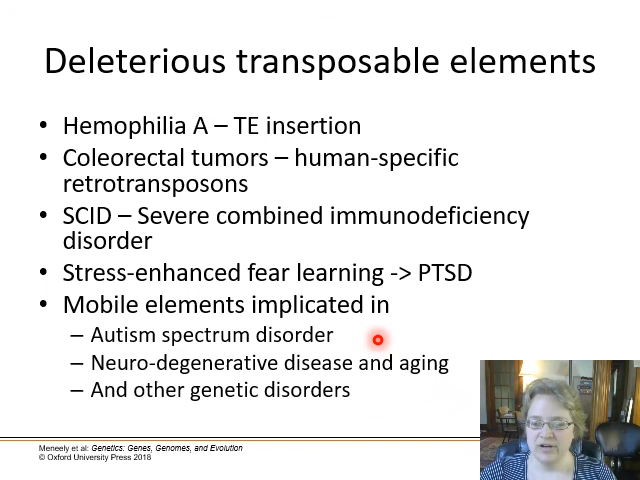 Deleterious transposable elements
• Hemophilia A – TE insertion
• Coleorectal tumors – human-specific
retrotransposons
• SCID – Severe combined immunodeficiency
disorder
• Stress-enhanced fear learning -> PTSD
• Mobile elements implicated in
– Autism spectrum disorder
– Neuro-degenerative disease and aging
– And other genetic disorders
Meneely et al: Genetics: Genes, Genomes, and Evolution
© Oxford University Press 2018